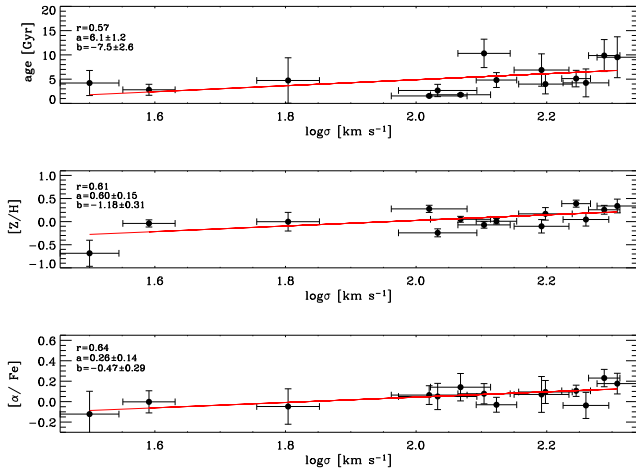 20
15
10
5
0
age [Gyr]
r=0.57
a=6.1±1.2
b=−7.5±2.6
1.6 1.8 2.0 2.2
logσ [km s⁻¹]
1.0
0.5
0.0
−0.5
−1.0
[Z/H]
r=0.61
a=0.60±0.15
b=−1.18±0.31
1.6 1.8 2.0 2.2
logσ [km s⁻¹]
0.6
0.4
0.2
0.0
−0.2
[α/ Fe]
r=0.64
a=0.26±0.14
b=−0.47±0.29
1.6 1.8 2.0 2.2
logσ [km s⁻¹]